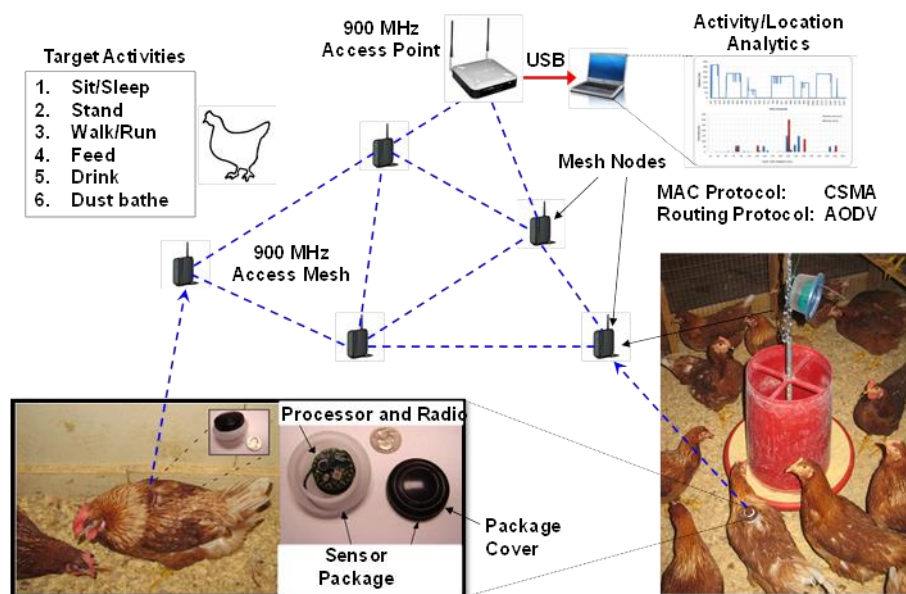 900 MHz
Access Point
Activity/Location
Analytics
Target Activities
USB
1. Sit/Sleep
2. Stand
3. Walk/Run
4. Feed
5. Drink
6. Dust bathe
Mesh Nodes
MAC Protocol: CSMA
Routing Protocol: AODV
900 MHz
Access Mesh
Processor and Radio
Package
Cover
Sensor
Package